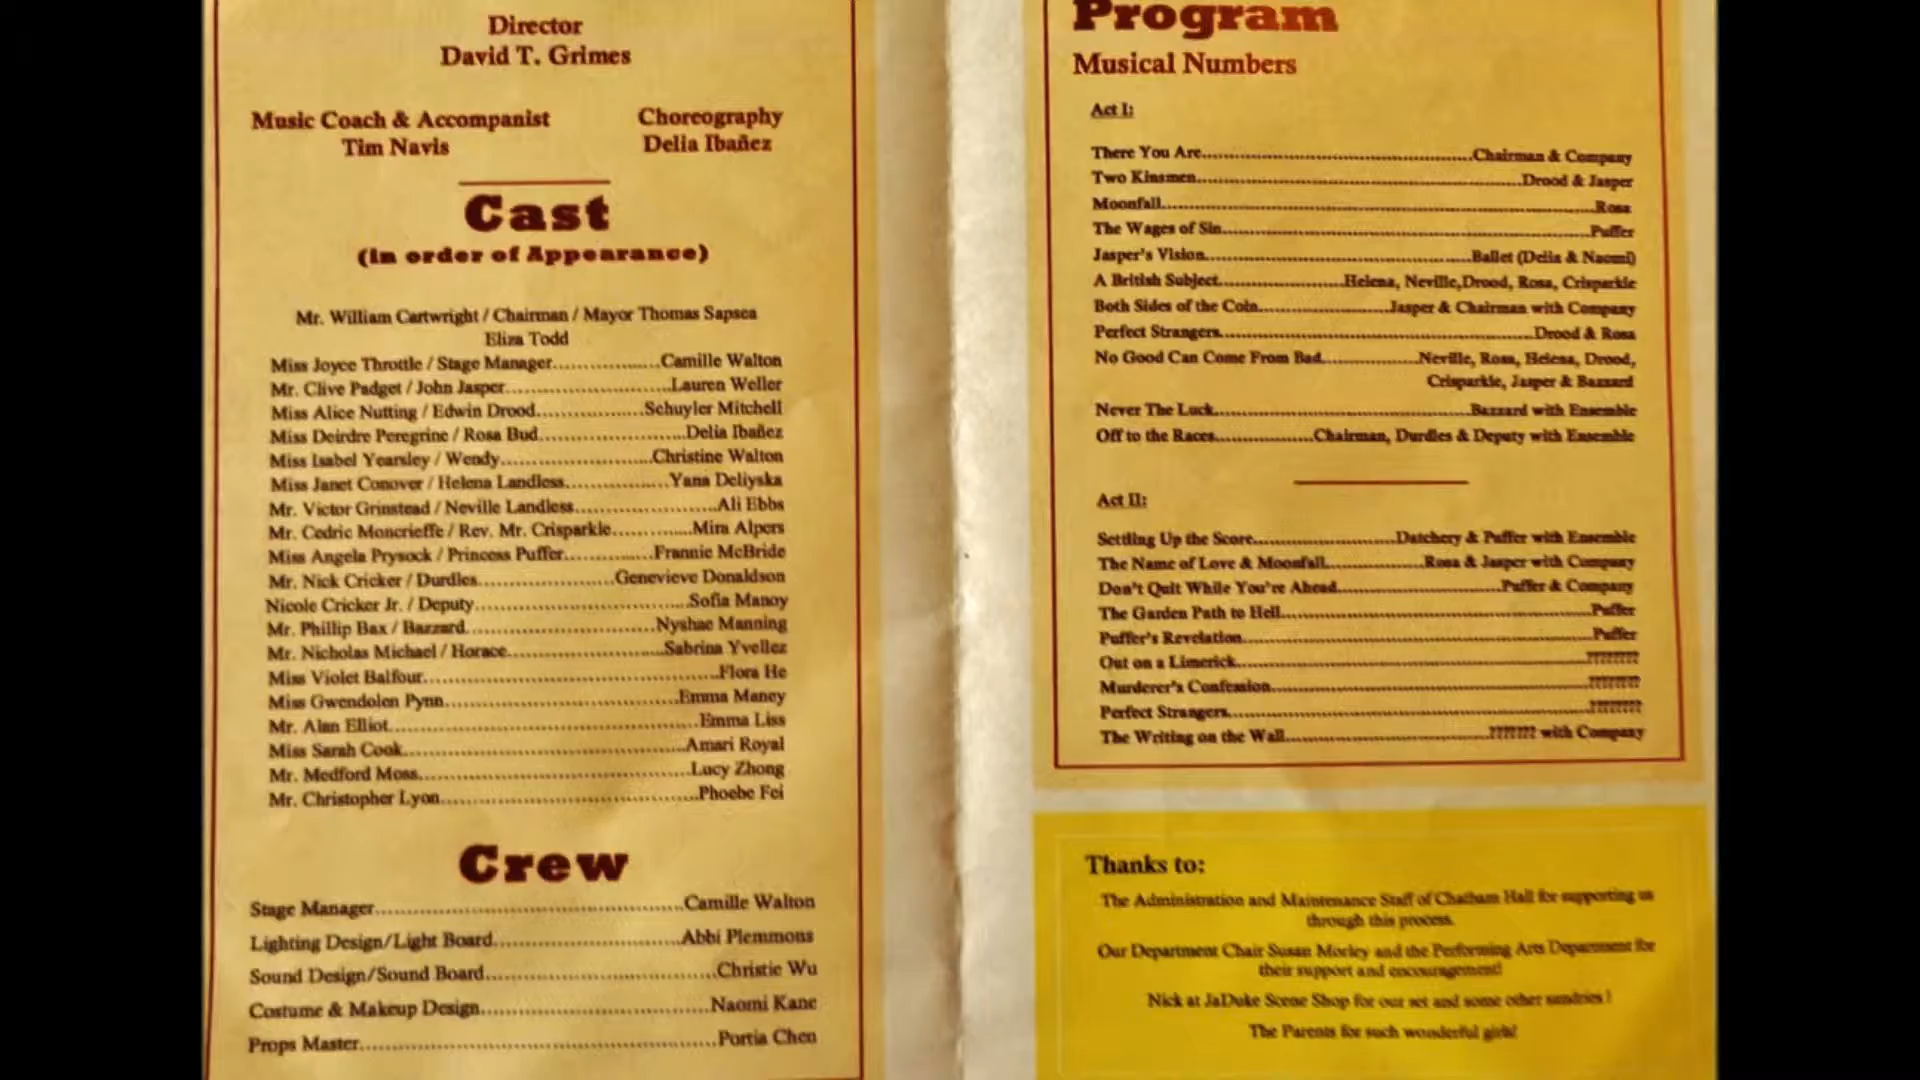 Director
David T. Grimes
Music Coach & Accompanist
Tim Navis
Choreography
Delia Ibañez
Cast
(in order of Appearance)
Mr. William Cartwright / Chairman / Mayor Thomas Sapsea
Eliza Todd
Miss Joyce Throttle / Stage Manager..............Camille Walton
Mr. Clive Padget / John Jasper......................Lauren Weller
Miss Alice Nutting / Edwin Drood..............Schuyler Mitchell
Miss Deirdre Peregrine / Rosa Bud...................Delia Ibañez
Miss Isabel Yearsley / Wendy....................Christine Walton
Miss Janet Conover / Helena Landless.............Yana Deliyska
Mr. Victor Grinstead / Neville Landless...................Ali Ebbs
Mr. Cedric Moncrieffe / Rev. Mr. Crisparkle..........Mira Alpers
Miss Angela Prysock / Princess Puffer............Frannie McBride
Mr. Nick Cricker / Durdles..................Genevieve Donaldson
Nicole Cricker Jr. / Deputy............................Sofia Manoy
Mr. Phillip Bax / Bazzard.........................Nyshae Manning
Mr. Nicholas Michael / Horace.....................Sabrina Yvellez
Miss Violet Balfour.......................................Flora He
Miss Gwendolen Pynn................................Emma Maney
Mr. Alan Elliot..........................................Emma Liss
Miss Sarah Cook......................................Amari Royal
Mr. Medford Moss.....................................Lucy Zhong
Mr. Christopher Lyon..................................Phoebe Fei
Crew
Stage Manager..........................................Camille Walton
Lighting Design/Light Board.........................Abbi Plemmons
Sound Design/Sound Board..............................Christie Wu
Costume & Makeup Design..............................Naomi Kane
Props Master...............................................Portia Chen
Program
Musical Numbers
Act I:
There You Are........................................Chairman & Company
Two Kinsmen................................................Drood & Jasper
Moonfall.............................................................Rosa
The Wages of Sin...................................................Puffer
Jasper's Vision....................................Ballet (Delia & Naomi)
A British Subject..................Helena, Neville,Drood, Rosa, Crisparkle
Both Sides of the Coin...................Jasper & Chairman with Company
Perfect Strangers...........................................Drood & Rosa
No Good Can Come From Bad..............Neville, Rosa, Helena, Drood,
Crisparkle, Jasper & Bazzard
Never The Luck.....................................Bazzard with Ensemble
Off to the Races..............Chairman, Durdles & Deputy with Ensemble
Act II:
Settling Up the Score.....................Datchery & Puffer with Ensemble
The Name of Love & Moonfall..............Rosa & Jasper with Company
Don't Quit While You're Ahead.......................Puffer & Company
The Garden Path to Hell............................................Puffer
Puffer's Revelation.................................................Puffer
Out on a Limerick.................................................????????
Murderer's Confession............................................????????
Perfect Strangers.................................................????????
The Writing on the Wall..............................??????? with Company
Thanks to:
The Administration and Maintenance Staff of Chatham Hall for supporting us
through this process.
Our Department Chair Susan Morley and the Performing Arts Department for
their support and encouragement!
Nick at JaDuke Scene Shop for our set and some other sundries!
The Parents for such wonderful girls!